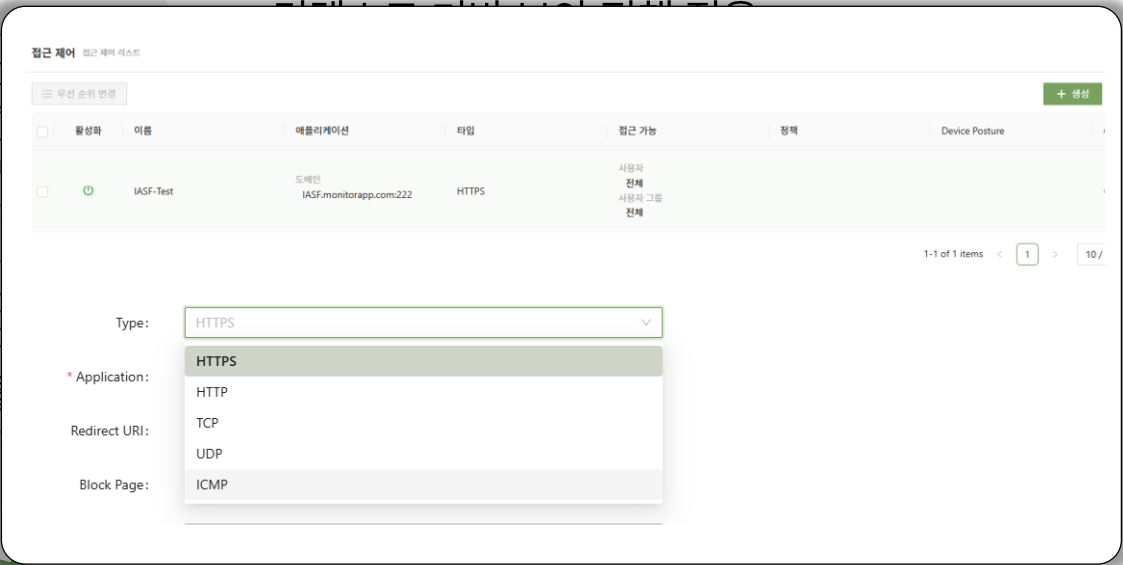 접근 제어 접근 제어 리스트
우선 순위 변경
+ 생성
활성화 이름 애플리케이션 타입 접근 가능 정책 Device Posture
IASF-Test
도메인
IASF.monitorapp.com:222
HTTPS
사용자
전체
사용자 그룹
전체
1-1 of 1 items < 1 > 10 /
Type:
HTTPS
HTTPS
* Application:
HTTP
TCP
Redirect URI:
UDP
Block Page:
ICMP